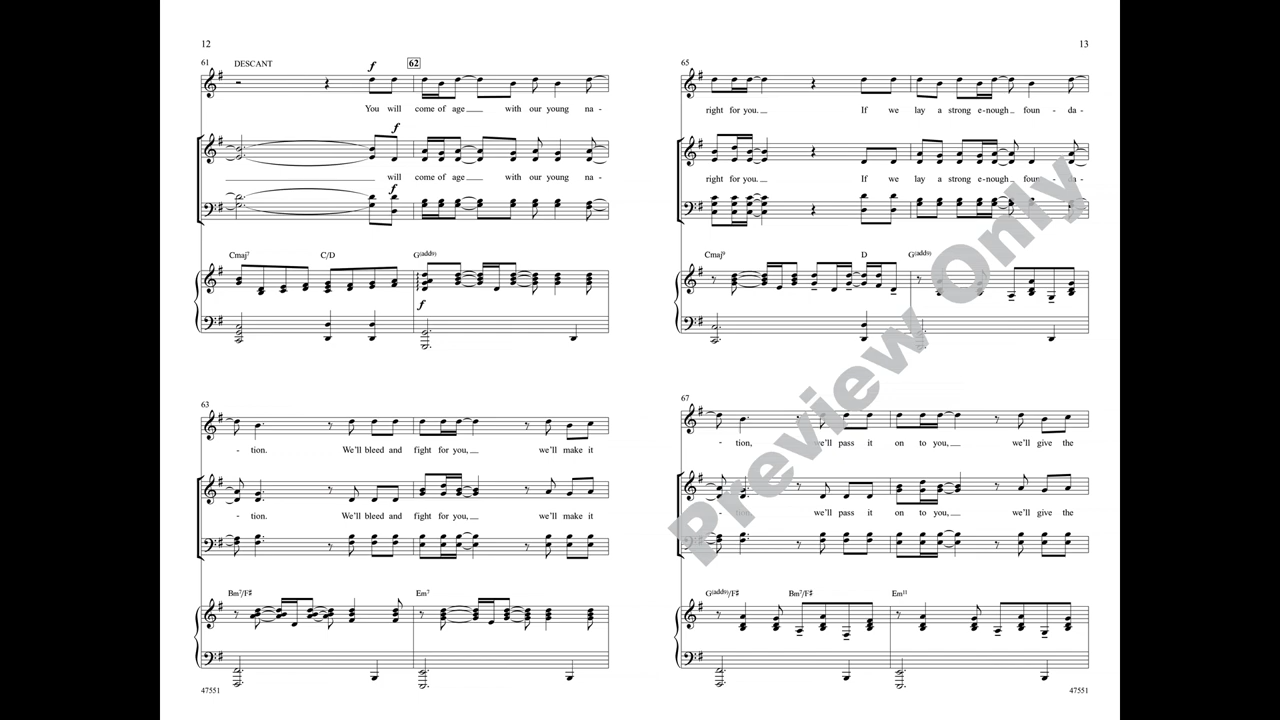 12
61 DESCANT f 62
You will come of age with our young na-
f
will come of age with our young na-
f
Cmaj7 C/D G(add9)
f
63
- tion. We'll bleed and fight for you, we'll make it
- tion. We'll bleed and fight for you, we'll make it
Bm7/F# Em7
47551
13
65
right for you. If we lay a strong e-nough foun - da-
right for you. If we lay a strong e-nough foun - da-
Cmaj9 D G(add9)
67
- tion, we'll pass it on to you, we'll give the
- tion, we'll pass it on to you, we'll give the
G(add9)/F# Bm7/F# Em11
47551
Preview Only